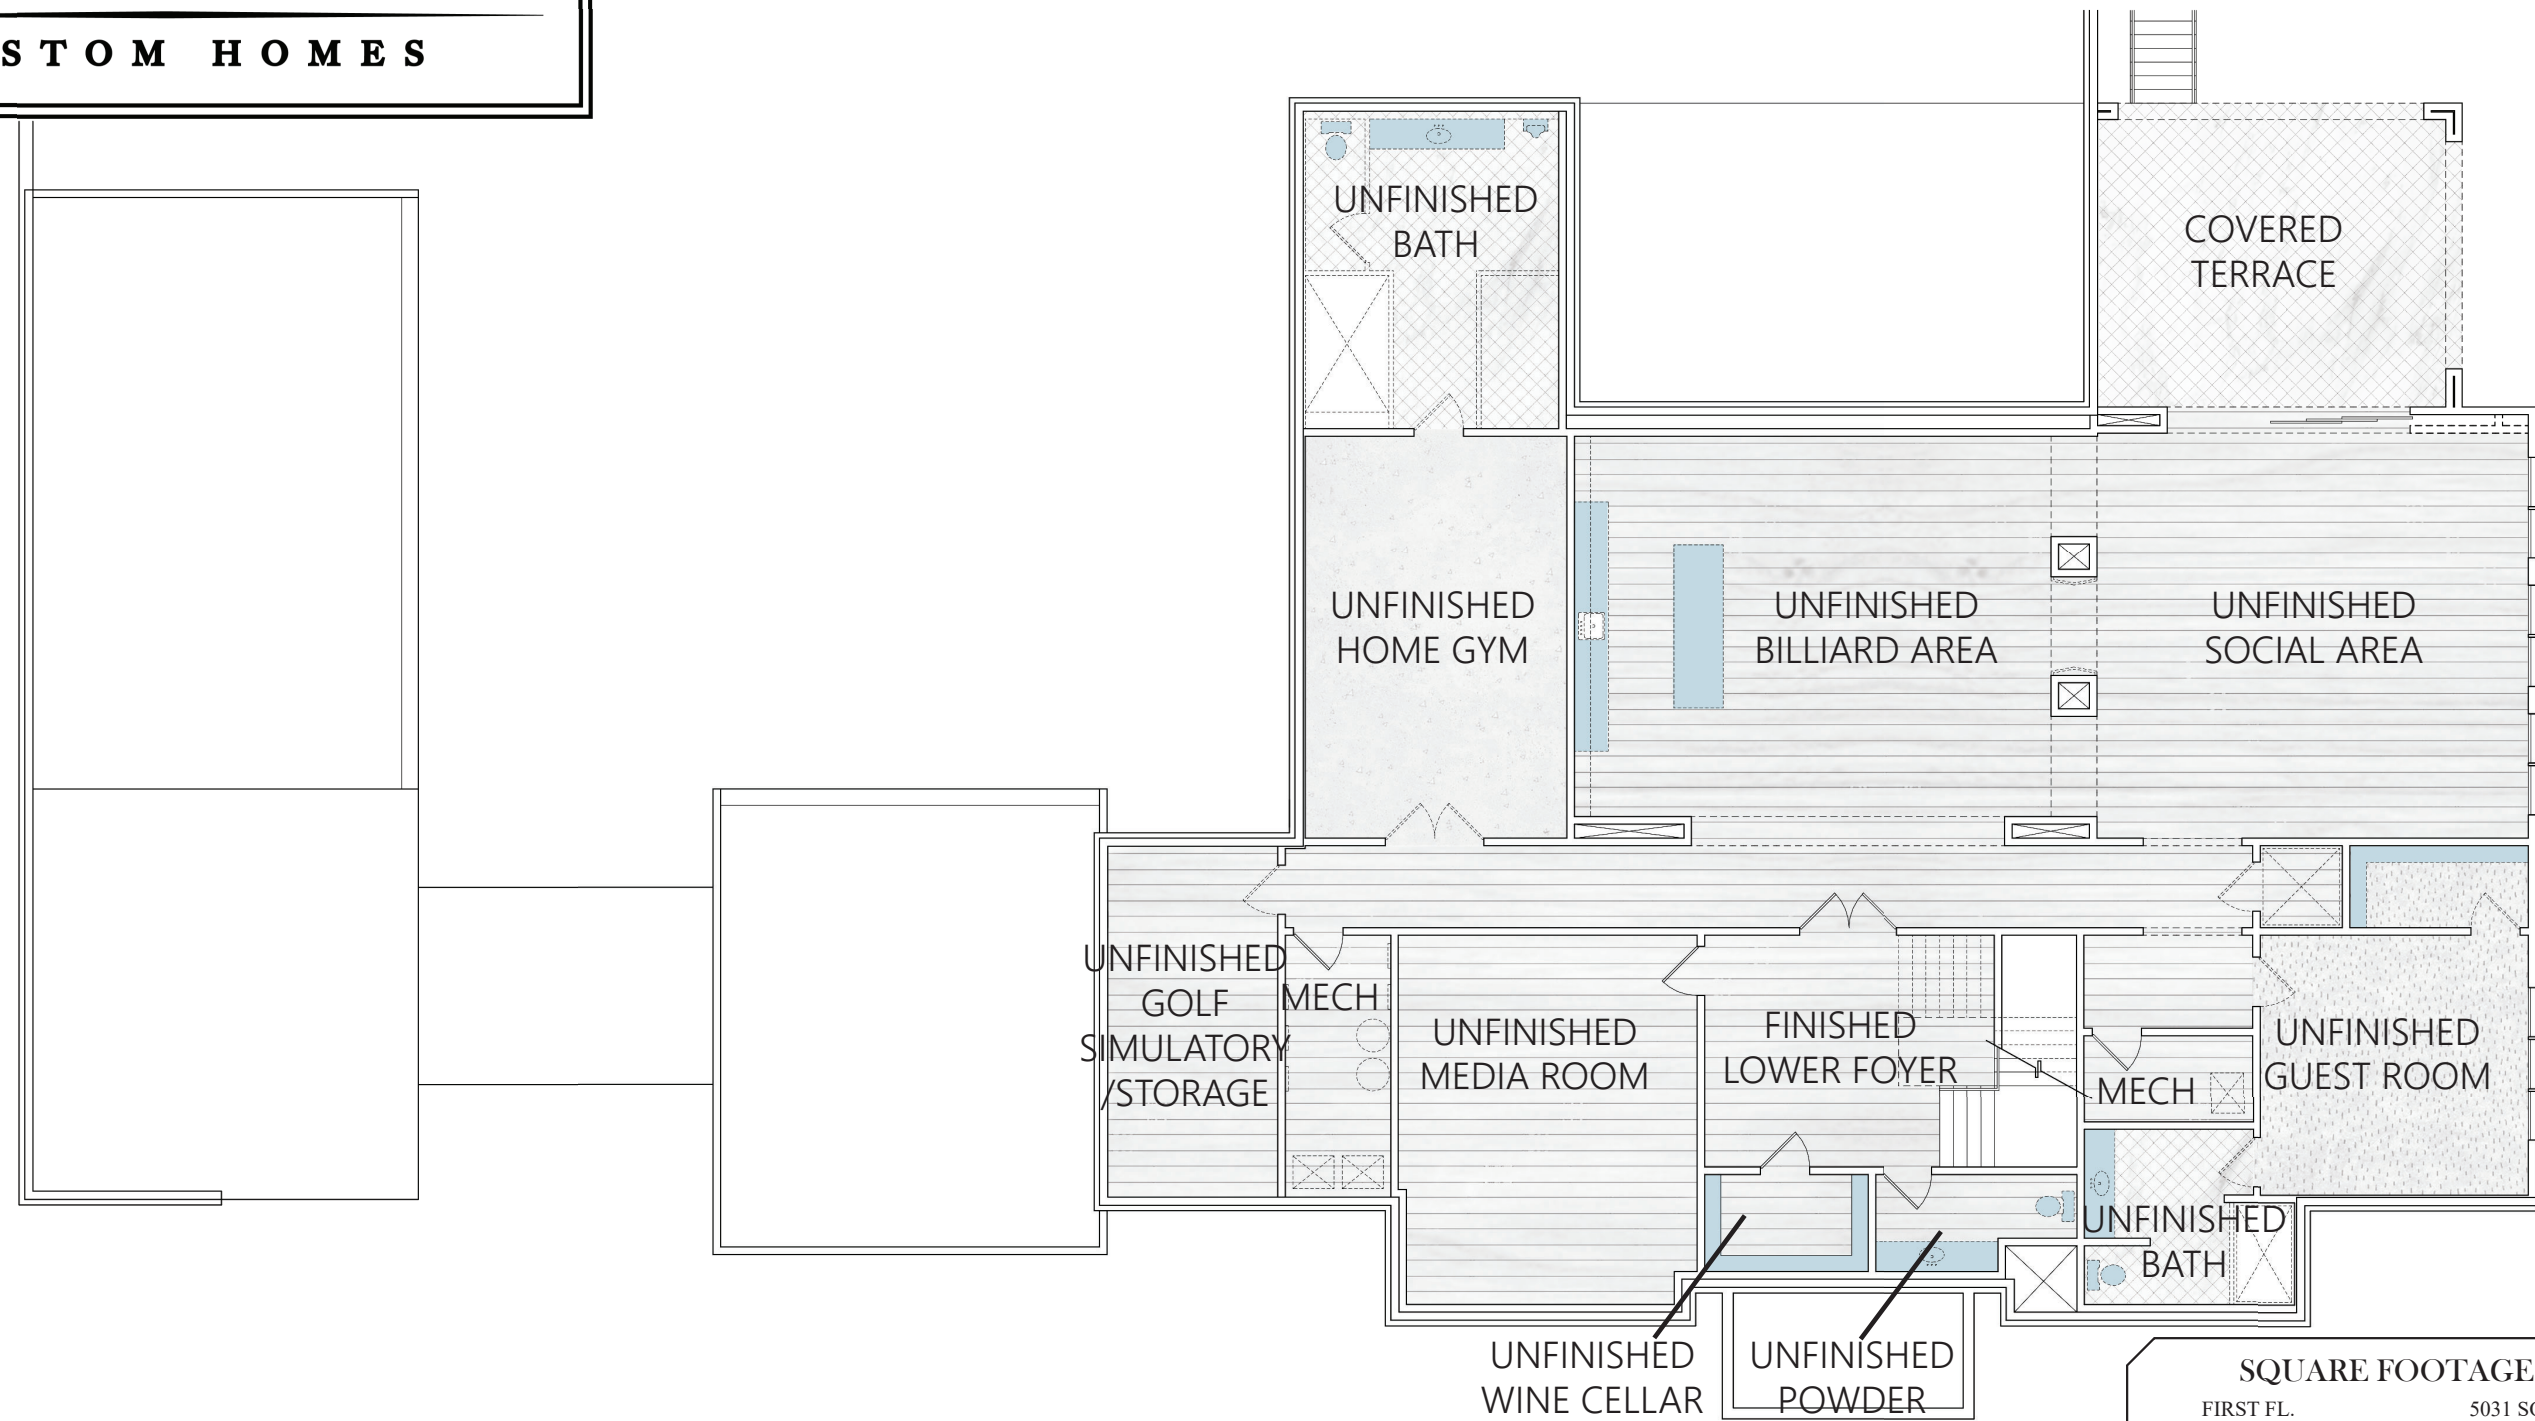 STOM HOMES
UNFINISHED
BATH
COVERED
TERRACE
UNFINISHED
HOME GYM
UNFINISHED
BILLIARD AREA
UNFINISHED
SOCIAL AREA
UNFINISHED
GOLF
SIMULATORY
/STORAGE
MECH
UNFINISHED
MEDIA ROOM
FINISHED
LOWER FOYER
MECH
UNFINISHED
GUEST ROOM
UNFINISHED
BATH
UNFINISHED
WINE CELLAR
UNFINISHED
POWDER
SQUARE FOOTAGE
FIRST FL. 5031 SQ